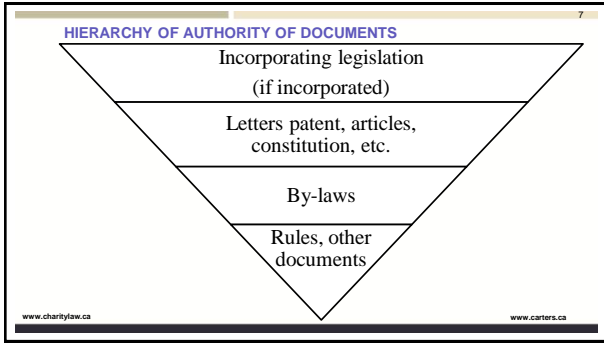 7
HIERARCHY OF AUTHORITY OF DOCUMENTS
Incorporating legislation
(if incorporated)
Letters patent, articles,
constitution, etc.
By-laws
Rules, other
documents
www.charitylaw.ca
www.carters.ca